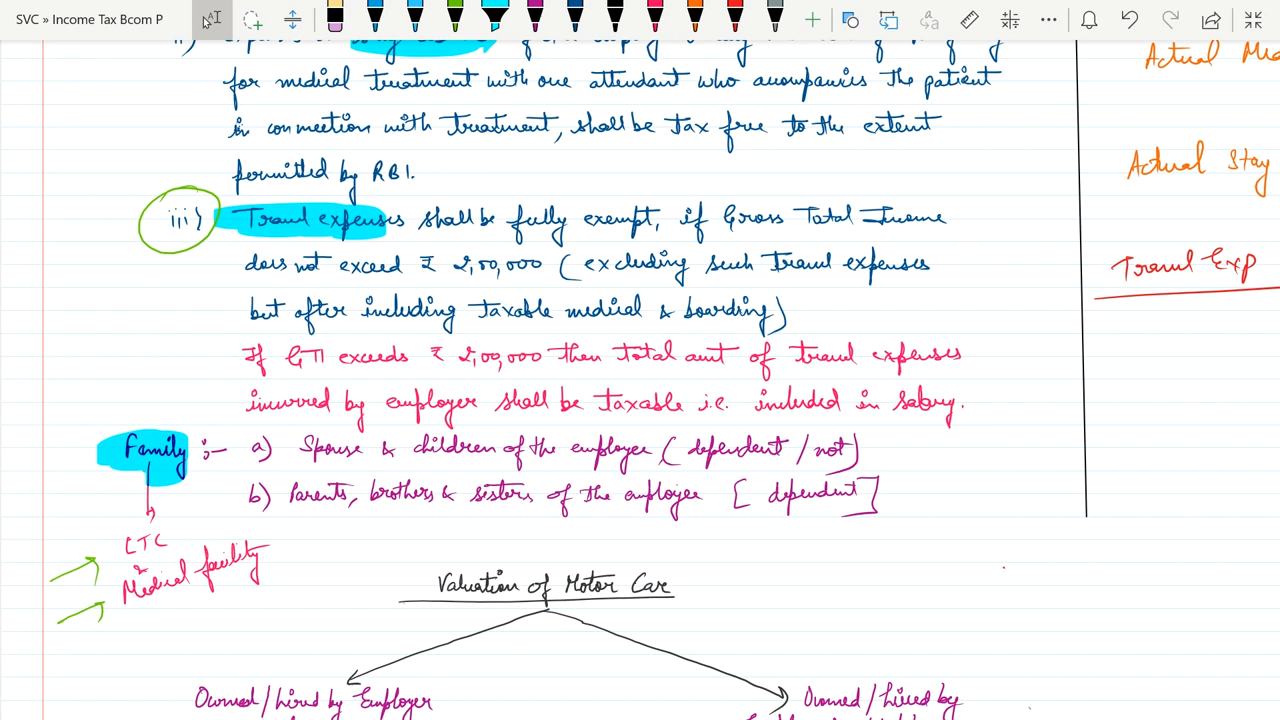 SVC » Income Tax Bcom P
for medical treatment with one attendant who accompanies the patient
in connection with treatment, shall be tax free to the extent
permitted by RBI.
iii) Travel expenses shall be fully exempt, if Gross Total Income
does not exceed ₹ 2,00,000 (excluding such Travel expenses
but after including taxable medical & boarding)
If GTI exceeds ₹ 2,00,000 then total amt of travel expenses
incurred by employer shall be taxable i.e. included in salary.
Family :- a) Spouse & children of the employee (dependent / not)
b) Parents, brothers & sisters of the employee [dependent]
LTC
&
Medical facility
Actual Med
Actual Stay
Travel Exp
Valuation of Motor Car
Owned / hired by Employer
Owned / hired by